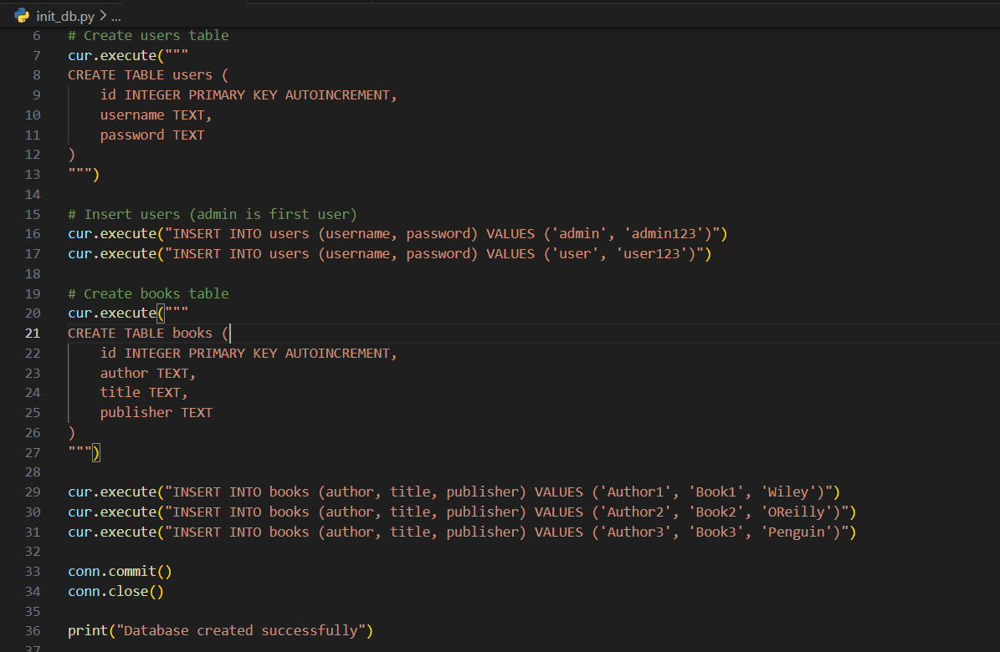 init_db.py > ...
6 # Create users table
7 cur.execute("""
8 CREATE TABLE users (
9     id INTEGER PRIMARY KEY AUTOINCREMENT,
10     username TEXT,
11     password TEXT
12 )
13 """)
14
15 # Insert users (admin is first user)
16 cur.execute("INSERT INTO users (username, password) VALUES ('admin', 'admin123')")
17 cur.execute("INSERT INTO users (username, password) VALUES ('user', 'user123')")
18
19 # Create books table
20 cur.execute("""
21 CREATE TABLE books (
22     id INTEGER PRIMARY KEY AUTOINCREMENT,
23     author TEXT,
24     title TEXT,
25     publisher TEXT
26 )
27 """)
28
29 cur.execute("INSERT INTO books (author, title, publisher) VALUES ('Author1', 'Book1', 'Wiley')")
30 cur.execute("INSERT INTO books (author, title, publisher) VALUES ('Author2', 'Book2', 'OReilly')")
31 cur.execute("INSERT INTO books (author, title, publisher) VALUES ('Author3', 'Book3', 'Penguin')")
32
33 conn.commit()
34 conn.close()
35
36 print("Database created successfully")
37